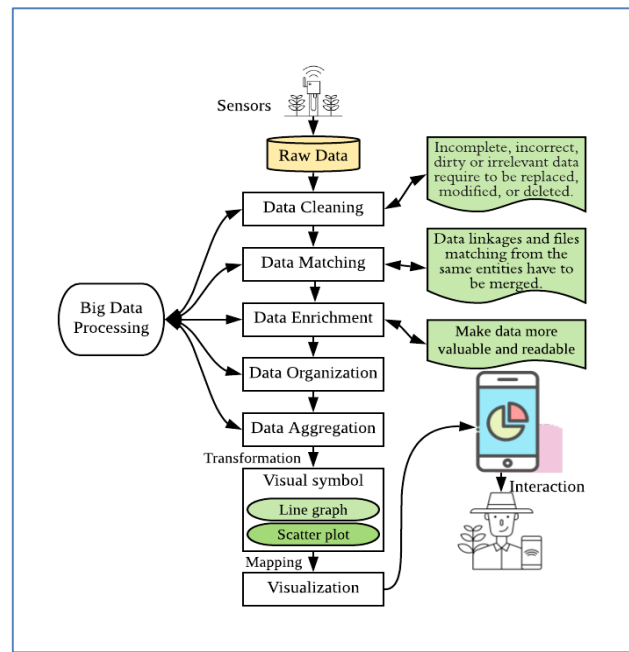 Sensors
Raw Data
Incomplete, incorrect,
dirty or irrelevant data
require to be replaced,
modified, or deleted.
Data Cleaning
Data linkages and files
matching from the
same entities have to
be merged.
Data Matching
Big Data
Processing
Data Enrichment
Make data more
valuable and readable
Data Organization
Data Aggregation
Transformation
Visual symbol
Line graph
Scatter plot
Interaction
Mapping
Visualization